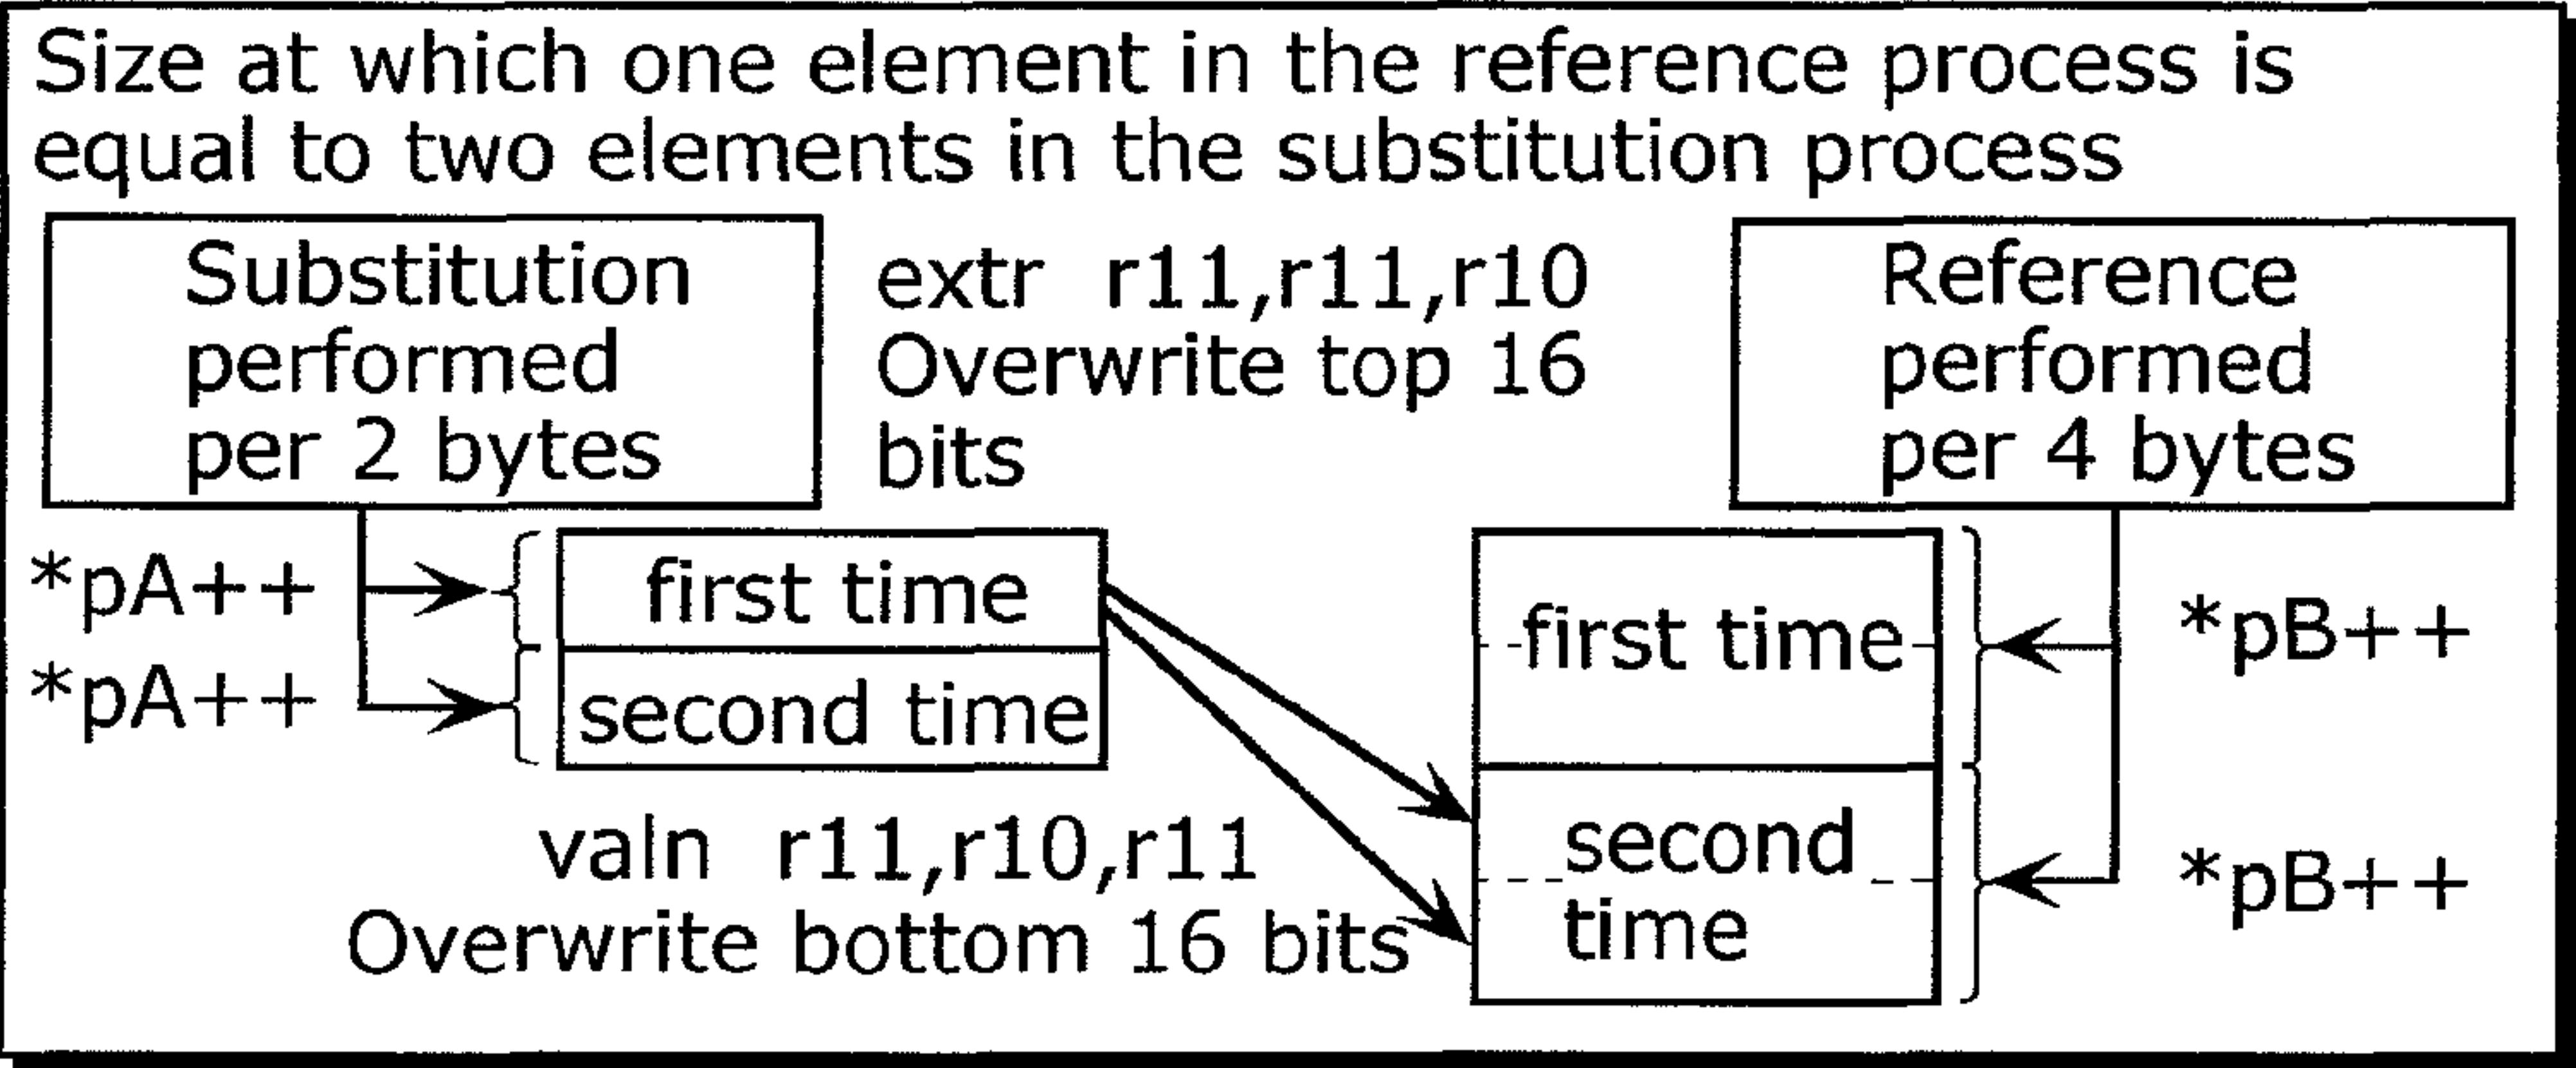 Size at which one element in the reference process is
equal to two elements in the substitution process
Substitution
performed
per 2 bytes
extr r11,r11,r10
Overwrite top 16
bits
Reference
performed
per 4 bytes
*pA++
*pA++
first time
second time
first time
second
time
*pB++
*pB++
valn r11,r10,r11
Overwrite bottom 16 bits